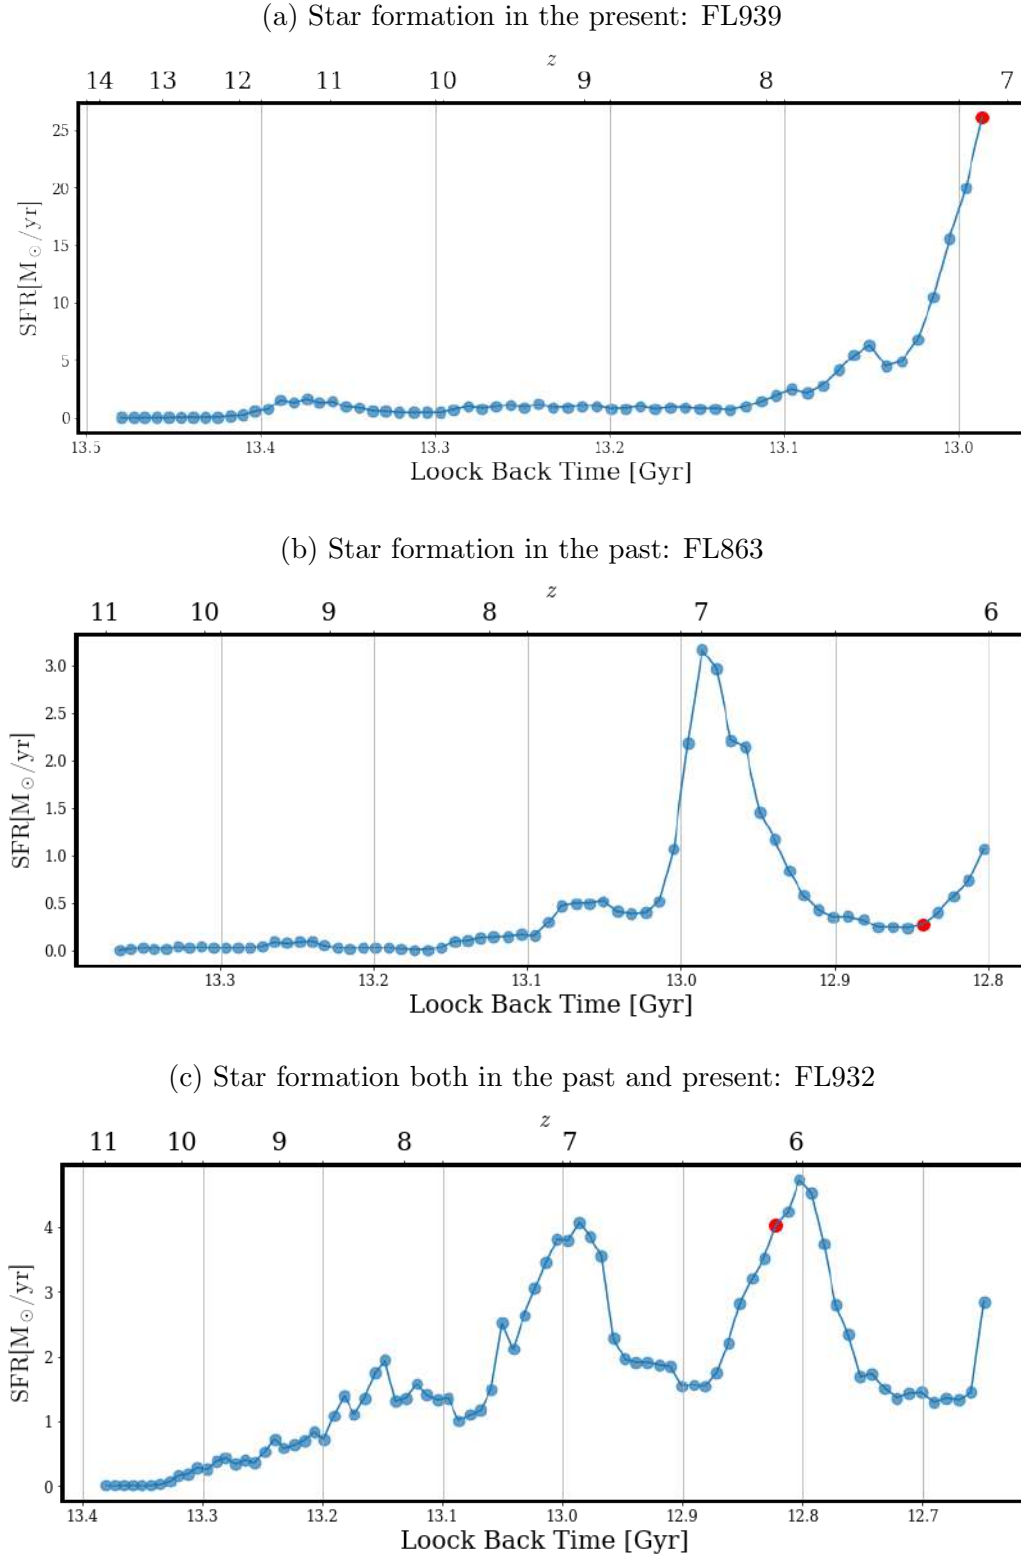 (a) Star formation in the present: FL939
z
14 13 12 11 10 9 8 7
25
20
15
10
5
0
SFR[M☉/yr]
13.5 13.4 13.3 13.2 13.1 13.0
Loock Back Time [Gyr]
(b) Star formation in the past: FL863
z
11 10 9 8 7 6
3.0
2.5
2.0
1.5
1.0
0.5
0.0
SFR[M☉/yr]
13.3 13.2 13.1 13.0 12.9 12.8
Loock Back Time [Gyr]
(c) Star formation both in the past and present: FL932
z
11 10 9 8 7 6
4
3
2
1
0
SFR[M☉/yr]
13.4 13.3 13.2 13.1 13.0 12.9 12.8 12.7
Loock Back Time [Gyr]